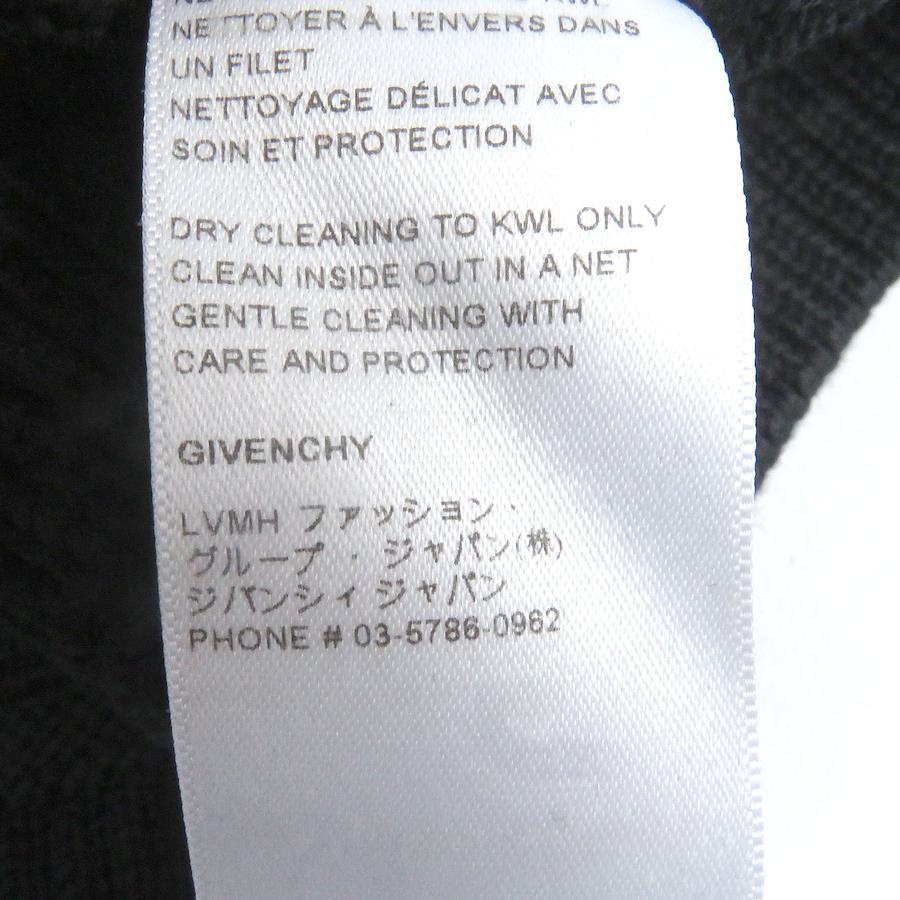 NETTOYER À L'ENVERS DANS
UN FILET
NETTOYAGE DÉLICAT AVEC
SOIN ET PROTECTION
DRY CLEANING TO KWL ONLY
CLEAN INSIDE OUT IN A NET
GENTLE CLEANING WITH
CARE AND PROTECTION
GIVENCHY
LVMH ファッション・
グループ・ジャパン(株)
ジバンシィ ジャパン
PHONE # 03-5786-0962